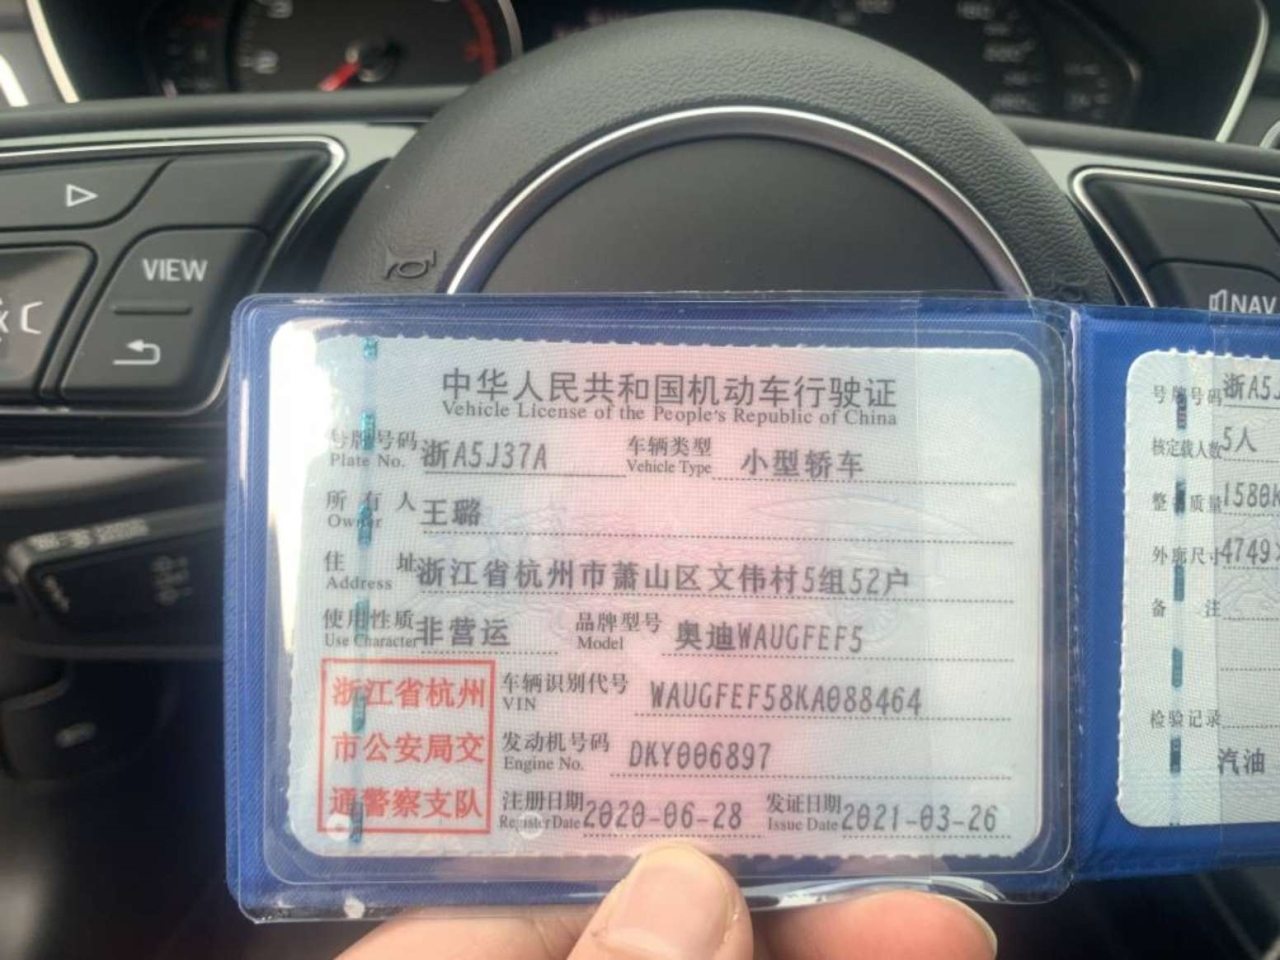 VIEW
NAV
中华人民共和国机动车行驶证
Vehicle License of the People's Republic of China
号牌号码 浙A5J37A 车辆类型 小型轿车
Plate No. Vehicle Type
所有人 王璐
Owner
住址 浙江省杭州市萧山区文伟村5组52户
Address
使用性质 非营运 品牌型号 奥迪WAUGFEF5
Use Character Model
浙江省杭州
市公安局交
通警察支队
车辆识别代号 WAUGFEF58KA088464
VIN
发动机号码 DKY006897
Engine No.
注册日期 2020-06-28 发证日期 2021-03-26
Register Date Issue Date
号牌号码 浙A5J
核定载人数 5人
整备质量 1580k
外廓尺寸 4749
备注
检验记录
汽油